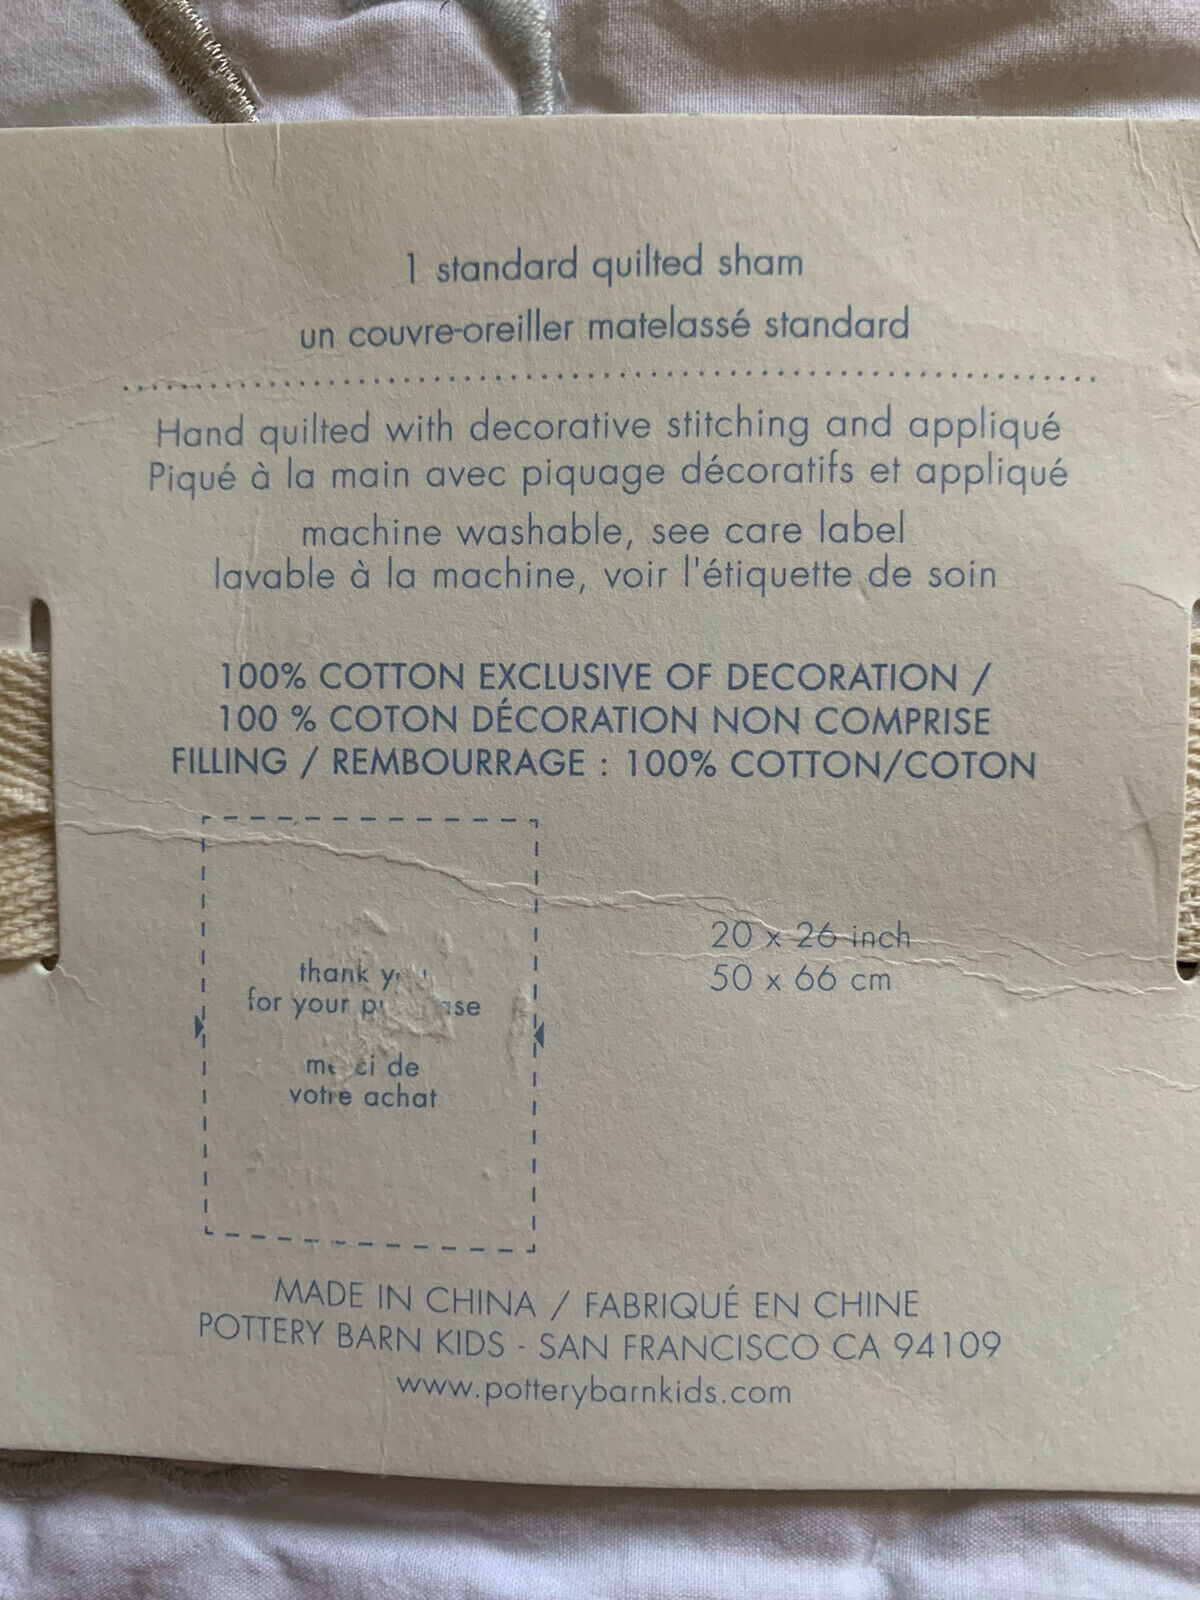 1 standard quilted sham
un couvre-oreiller matelassé standard
Hand quilted with decorative stitching and appliqué
Piqué à la main avec piquage décoratifs et appliqué
machine washable, see care label
lavable à la machine, voir l'étiquette de soin
100% COTTON EXCLUSIVE OF DECORATION /
100 % COTON DÉCORATION NON COMPRISE
FILLING / REMBOURRAGE : 100% COTTON/COTON
thank
for your
merci de
votre achat
20 x 26 inch
50 x 66 cm
MADE IN CHINA / FABRIQUÉ EN CHINE
POTTERY BARN KIDS - SAN FRANCISCO CA 94109
www.potterybarnkids.com